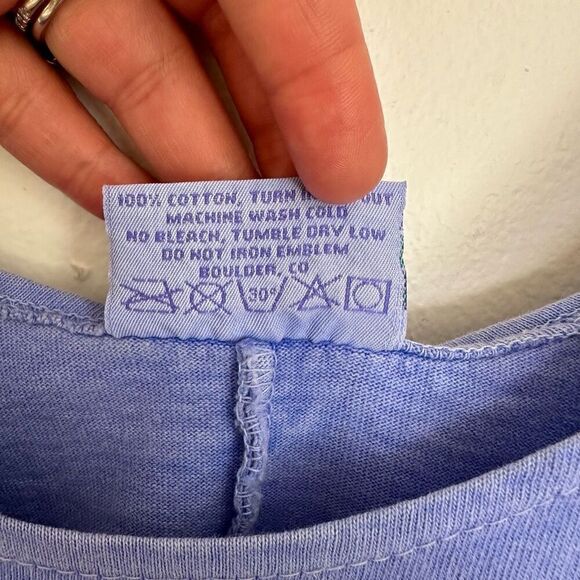 100% COTTON, TURN OUT
MACHINE WASH COLD
NO BLEACH, TUMBLE DRY LOW
DO NOT IRON EMBLEM
BOULDER, CO
30°